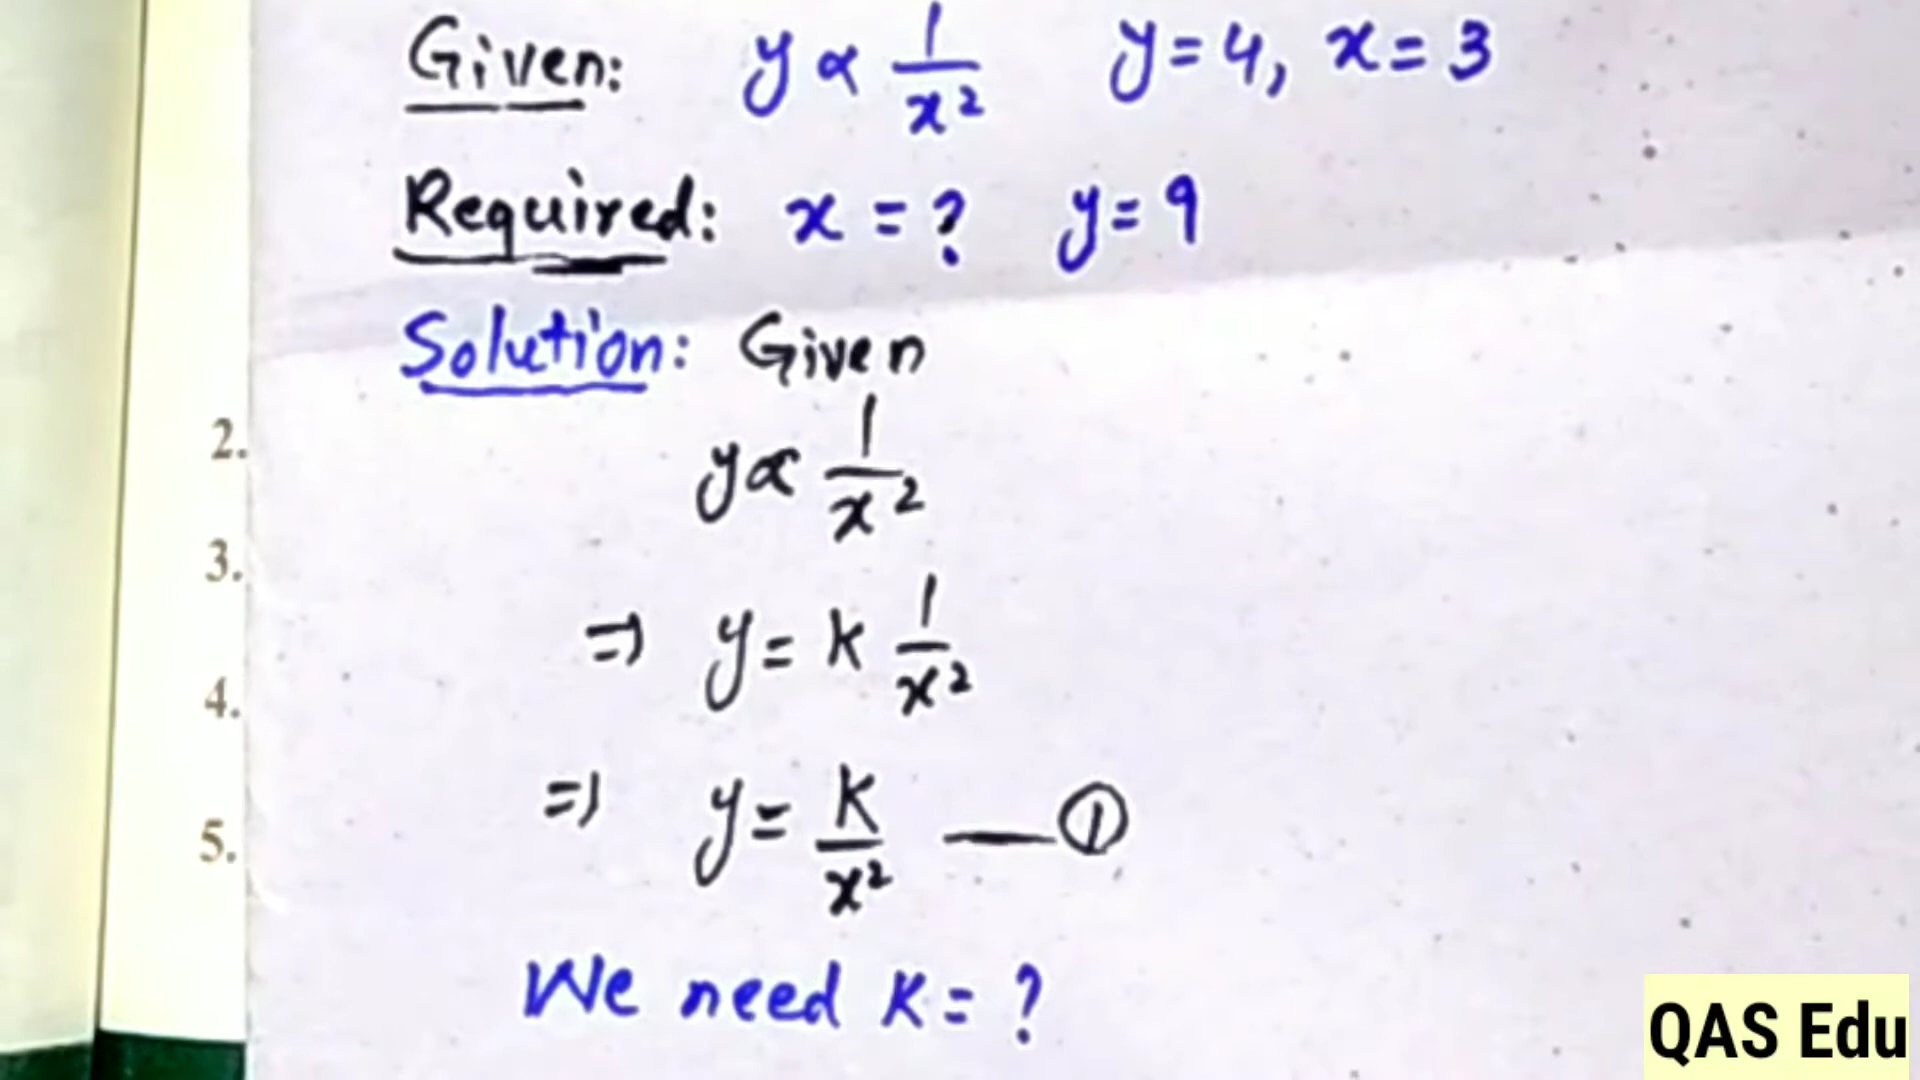 Given: y ∝ 1/x² y = 4, x = 3
Required: x = ? y = 9
Solution: Given
2.
y ∝ 1/x²
3.
⇒ y = k 1/x²
4.
⇒ y = k/x² — ①
5.
We need k = ?
QAS Edu